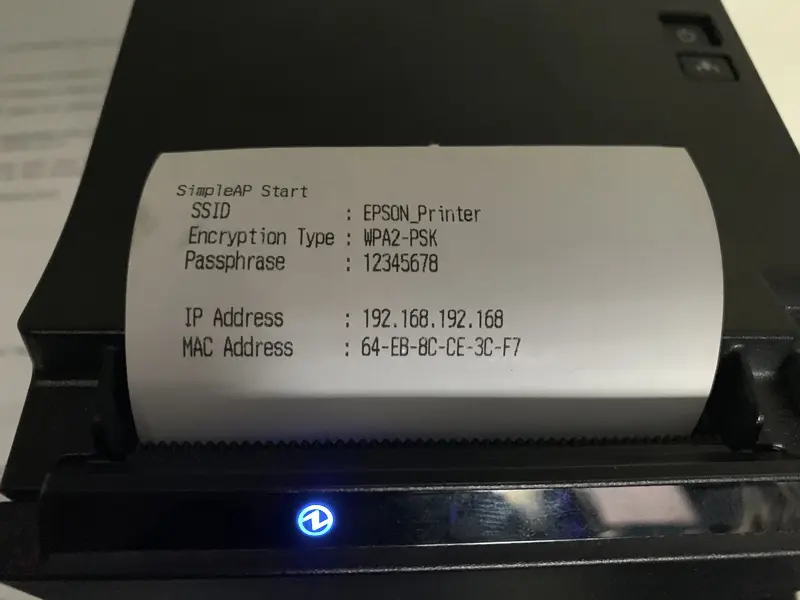 SimpleAP Start
SSID : EPSON_Printer
Encryption Type : WPA2-PSK
Passphrase : 12345678
IP Address : 192.168.192.168
MAC Address : 64-EB-8C-CE-3C-F7